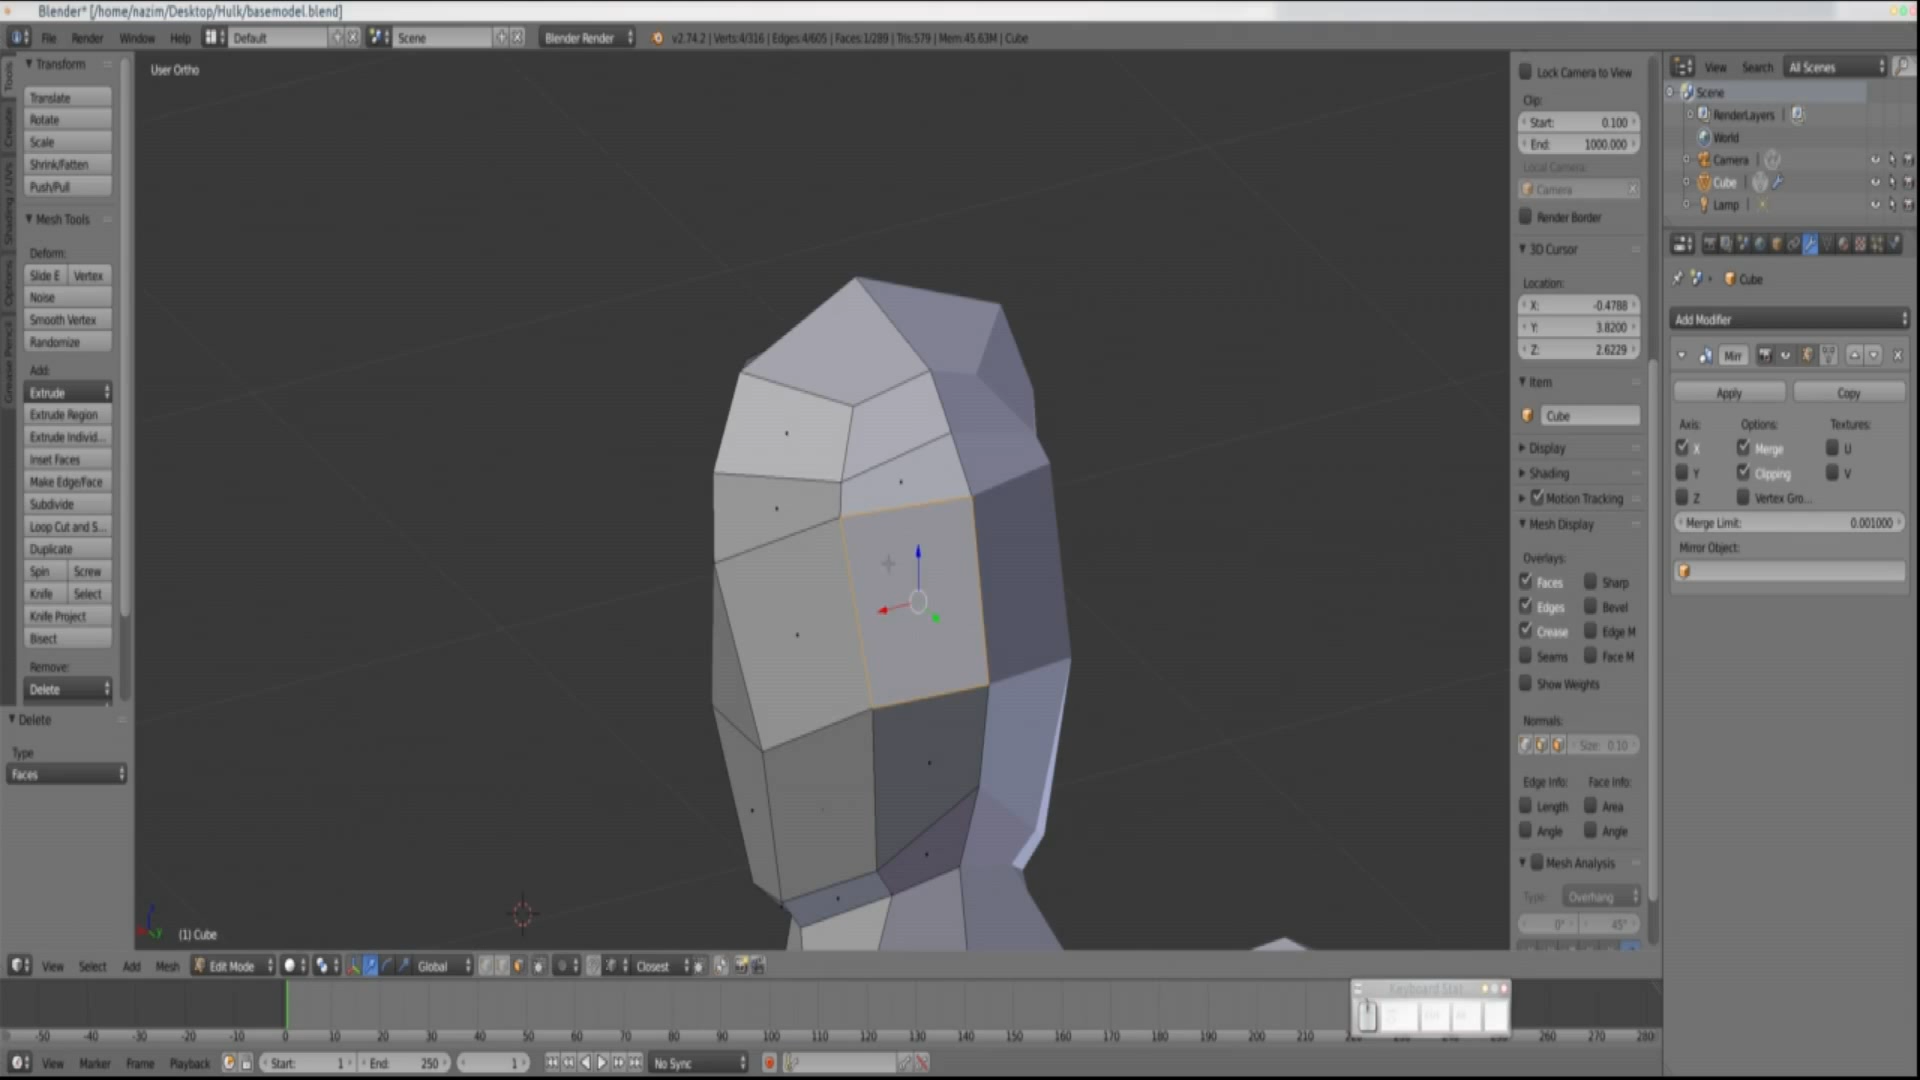 Blender* [/home/nazim/Desktop/Hulk/basemodel.blend]
File Render Window Help Default Scene Blender Render v2.74.2 | Verts:4/316 | Edges:4/605 | Faces:1/289 | Tris:579 | Mem:45.63M | Cube
Tools
Create
Shading / UVs
Options
Grease Pencil
Transform
Translate
Rotate
Scale
Shrink/Fatten
Push/Pull
Mesh Tools
Deform:
Slide E Vertex
Noise
Smooth Vertex
Randomize
Add:
Extrude
Extrude Region
Extrude Individ...
Inset Faces
Make Edge/Face
Subdivide
Loop Cut and S...
Duplicate
Spin Screw
Knife Select
Knife Project
Bisect
Remove:
Delete
Delete
Type
Faces
User Ortho
(1) Cube
Lock Camera to View
Clip:
Start: 0.100
End: 1000.000
Local Camera:
Camera
Render Border
3D Cursor
Location:
X: -0.4788
Y: 3.8200
Z: 2.6229
Item
Cube
Display
Shading
Motion Tracking
Mesh Display
Overlays:
Faces Sharp
Edges Bevel
Crease Edge M
Seams Face M
Show Weights
Normals:
Size: 0.10
Edge Info: Face Info:
Length Area
Angle Angle
Mesh Analysis
Type: Overhang
0° 45°
View Search All Scenes
Scene
RenderLayers
World
Camera
Cube
Lamp
Cube
Add Modifier
Mirr
Apply Copy
Axis: Options: Textures:
X Merge U
Y Clipping V
Z Vertex Gro...
Merge Limit: 0.001000
Mirror Object:
View Select Add Mesh Edit Mode Global Closest
Keyboard Stat
-50 -40 -30 -20 -10 0 10 20 30 40 50 60 70 80 90 100 110 120 130 140 150 160 170 180 190 200 210 260 270 280
View Marker Frame Playback Start: 1 End: 250 1 No Sync